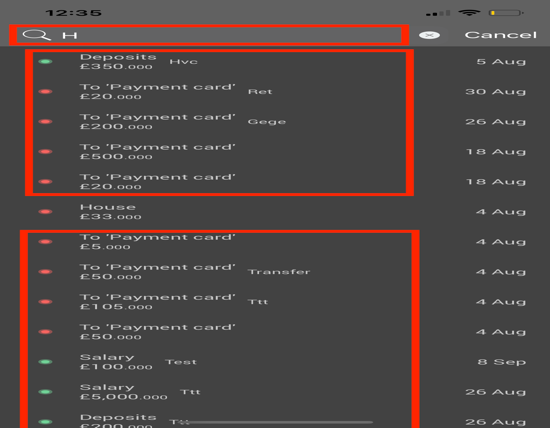 12:35
H
Cancel
Deposits
£350.000 Hvc 5 Aug
To 'Payment card'
£20.000 Ret 30 Aug
To 'Payment card'
£200.000 Gege 26 Aug
To 'Payment card'
£500.000 18 Aug
To 'Payment card'
£20.000 18 Aug
House
£33.000 4 Aug
To 'Payment card'
£5.000 4 Aug
To 'Payment card'
£50.000 Transfer 4 Aug
To 'Payment card'
£105.000 Ttt 4 Aug
To 'Payment card'
£50.000 4 Aug
Salary
£100.000 Test 8 Sep
Salary
£5,000.000 Ttt 26 Aug
Deposits
£200.000 26 Aug